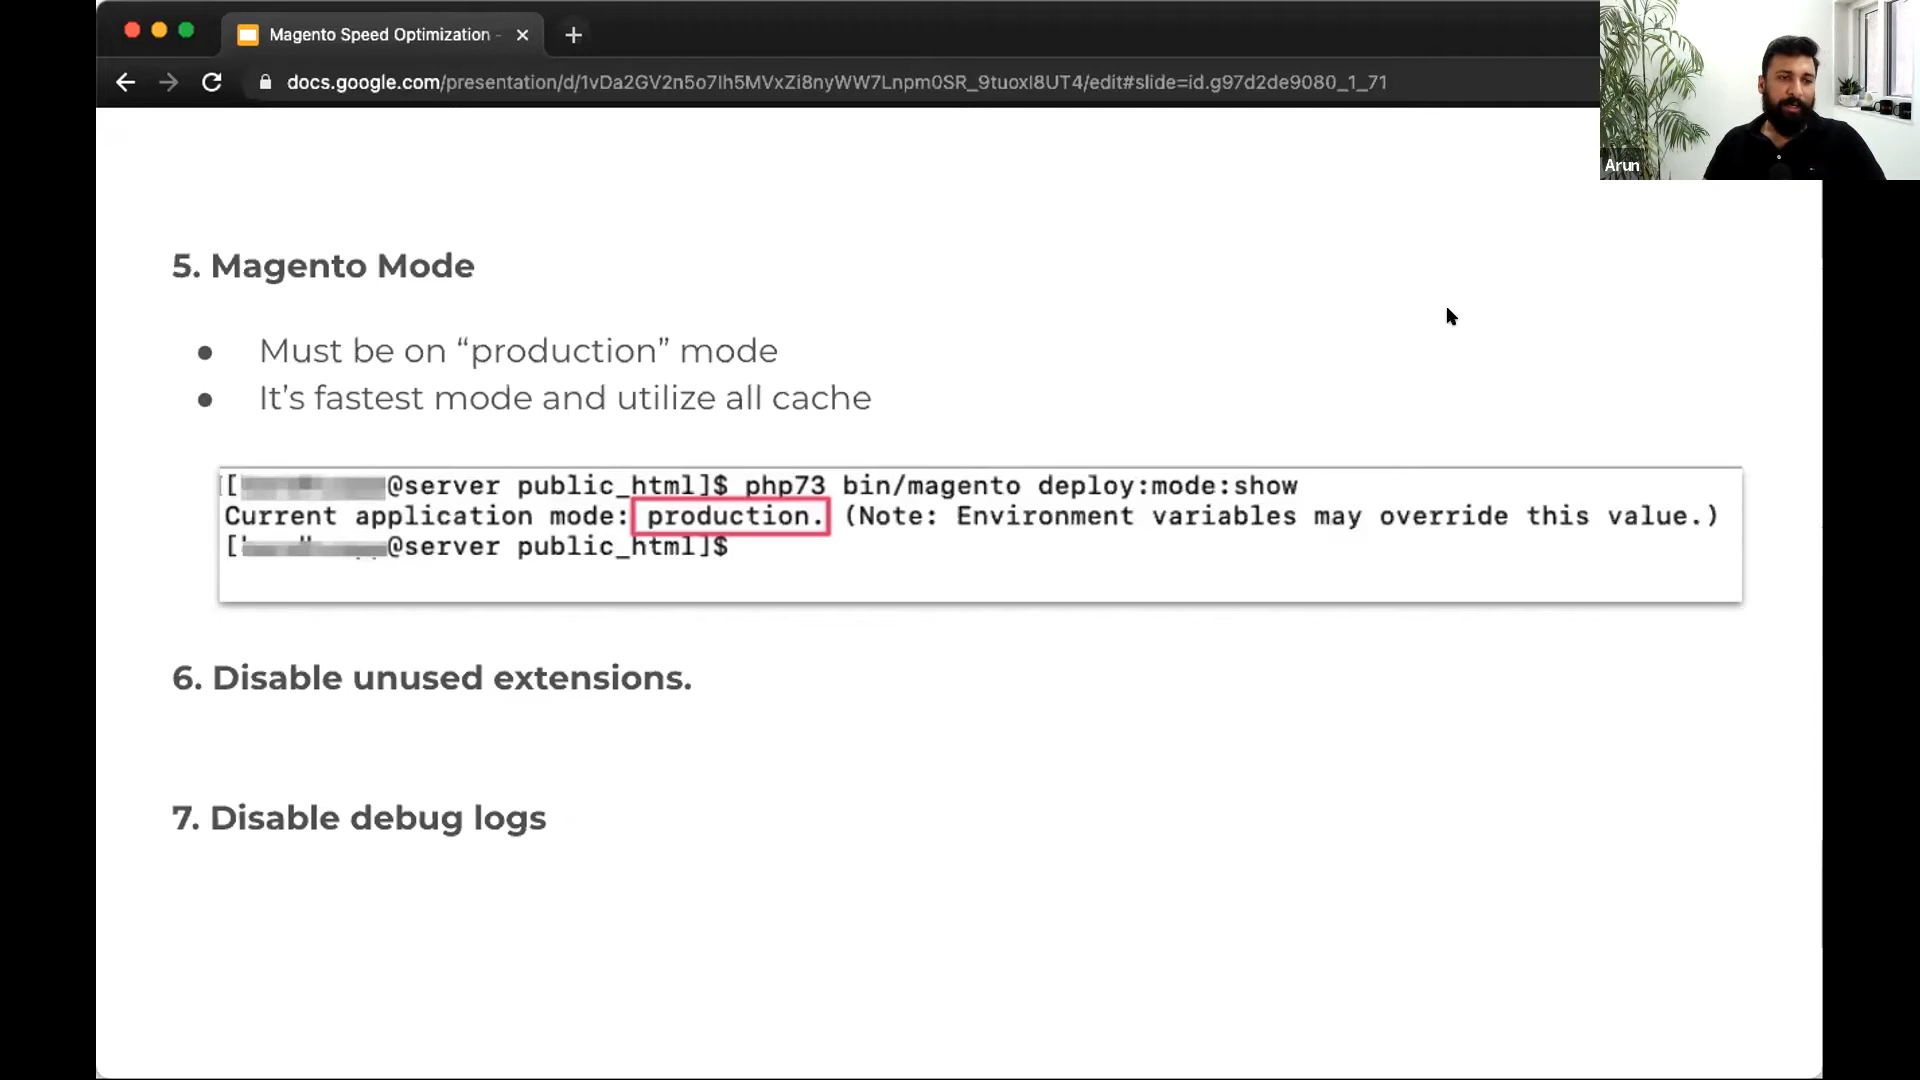 Magento Speed Optimization -
docs.google.com/presentation/d/1vDa2GV2n5o7lh5MVxZi8nyWW7Lnpm0SR_9tuoxl8UT4/edit#slide=id.g97d2de9080_1_71
Arun
5. Magento Mode
● Must be on “production” mode
● It’s fastest mode and utilize all cache
[ @server public_html]$ php73 bin/magento deploy:mode:show
Current application mode: production. (Note: Environment variables may override this value.)
[ @server public_html]$
6. Disable unused extensions.
7. Disable debug logs